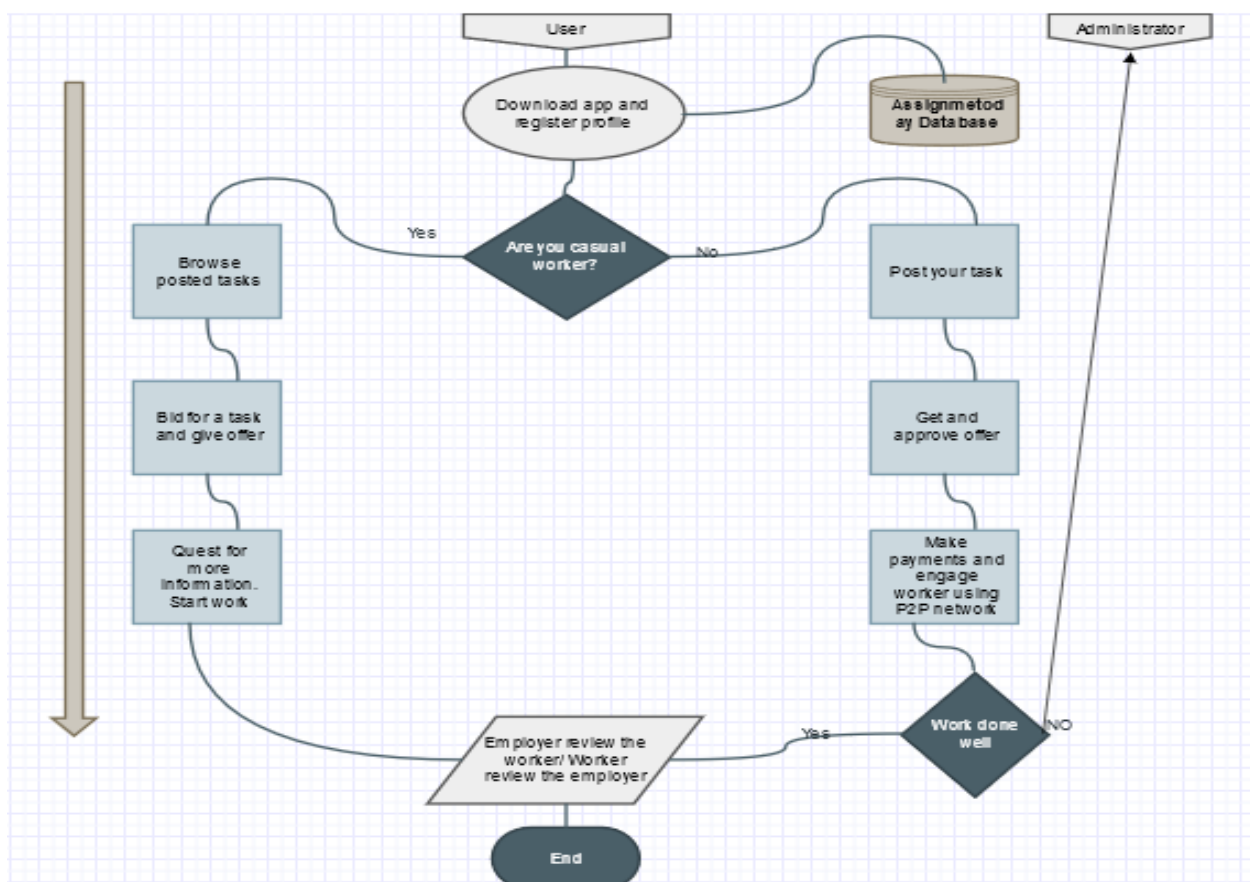 User
Administrator
Download app and
register profile
Assignmetod
ay Database
Are you casual
worker?
Yes
No
Browse
posted tasks
Post your task
Bid for a task
and give offer
Get and
approve offer
Quest for
more
information.
Start work
Make
payments and
engage
worker using
P2P network
Work done
well
NO
Yes
Employer review the
worker/ Worker
review the employer
End